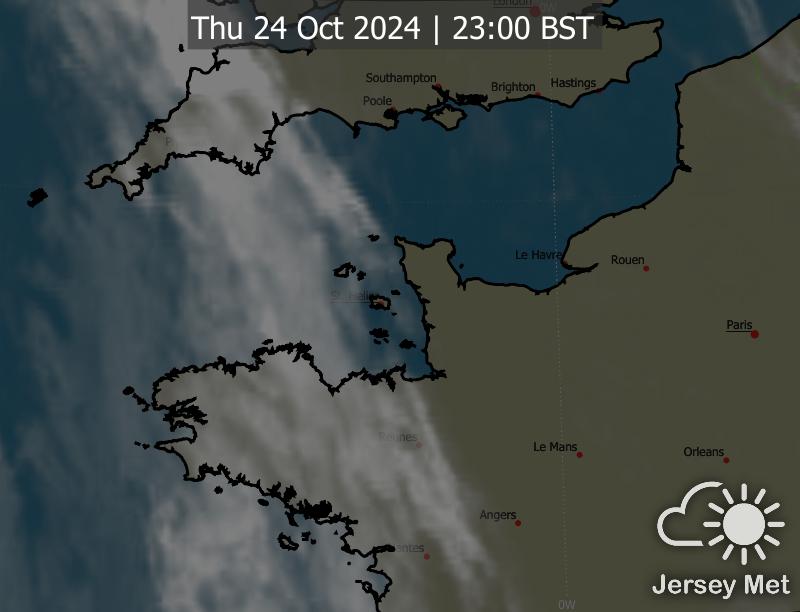 London
0W
Thu 24 Oct 2024 | 23:00 BST
Southampton
Brighton
Hastings
Poole
Le Havre
Rouen
St. Helier
Paris
Rennes
Le Mans
Orleans
Angers
Nantes
Jersey Met
0W